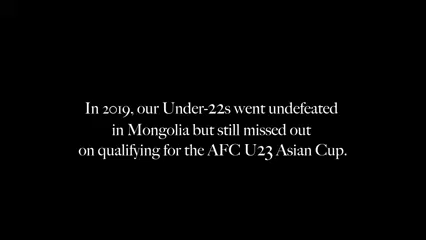 In 2019, our Under-22s went undefeated
in Mongolia but still missed out
on qualifying for the AFC U23 Asian Cup.